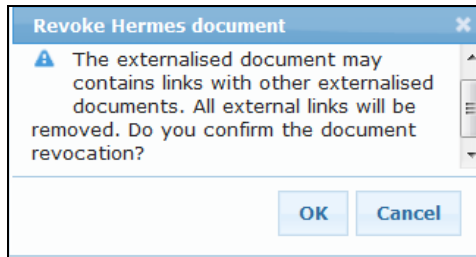 Revoke Hermes document
The externalised document may
contains links with other externalised
documents. All external links will be
removed. Do you confirm the document
revocation?
OK Cancel